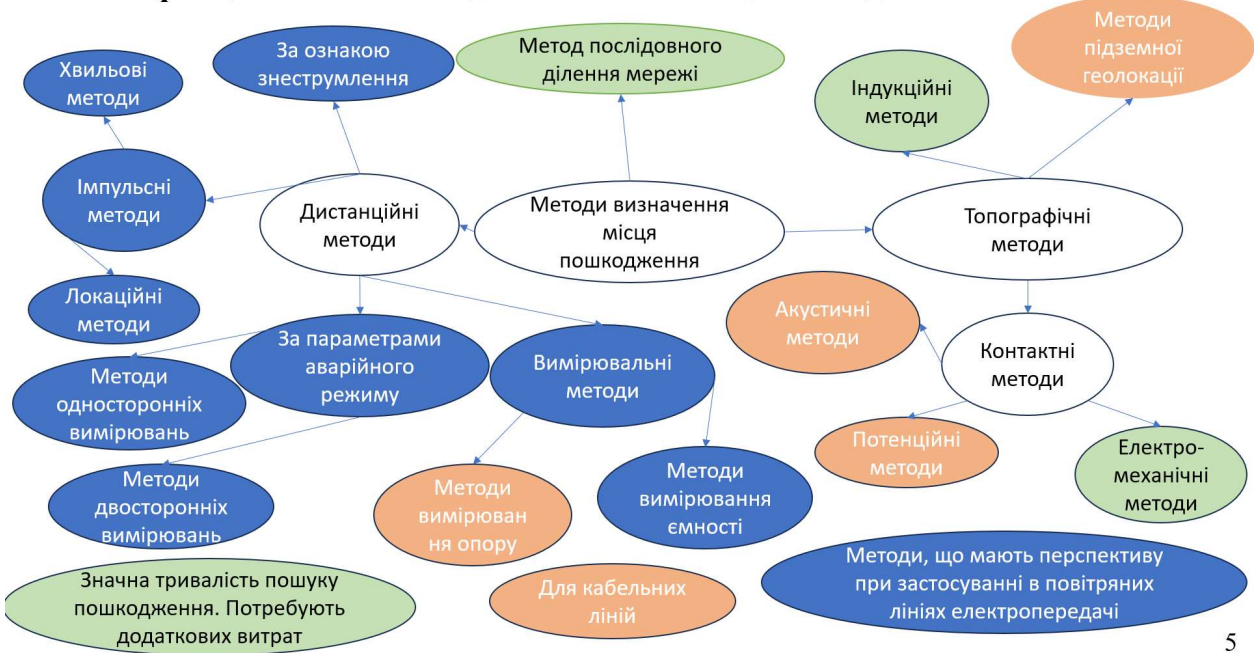 Методи
підземної
геолокації
За ознакою
знеструмлення
Метод послідовного
ділення мережі
Хвильові
методи
Індукційні
методи
Імпульсні
методи
Дистанційні
методи
Методи визначення
місця
пошкодження
Топографічні
методи
Локаційні
методи
Акустичні
методи
За параметрами
аварійного
режиму
Вимірювальні
методи
Контактні
методи
Методи
односторонніх
вимірювань
Потенційні
методи
Електро-
механічні
методи
Методи
двосторонніх
вимірювань
Методи
вимірюван
ня опору
Методи
вимірювання
ємності
Значна тривалість пошуку
пошкодження. Потребують
додаткових витрат
Для кабельних
ліній
Методи, що мають перспективу
при застосуванні в повітряних
лініях електропередачі
5